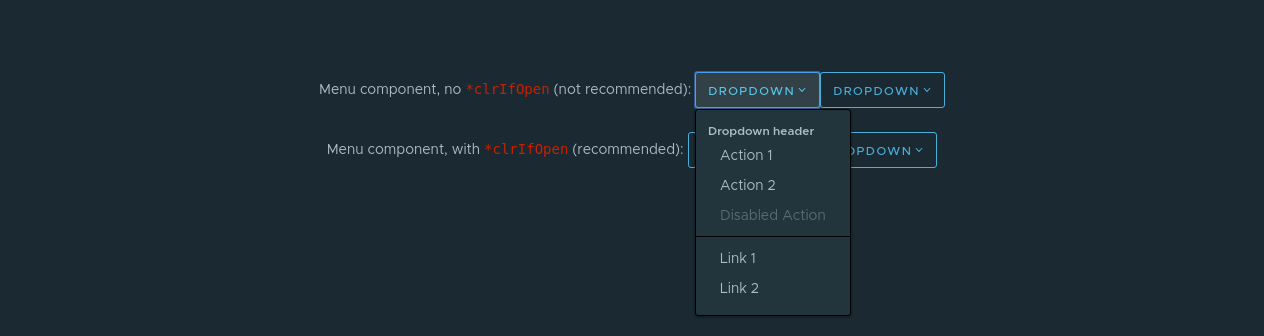 Menu component, no *clrIfOpen (not recommended): DROPDOWN DROPDOWN
Dropdown header
Menu component, with *clrIfOpen (recommended): OPDOWN
Action 1
Action 2
Disabled Action
Link 1
Link 2